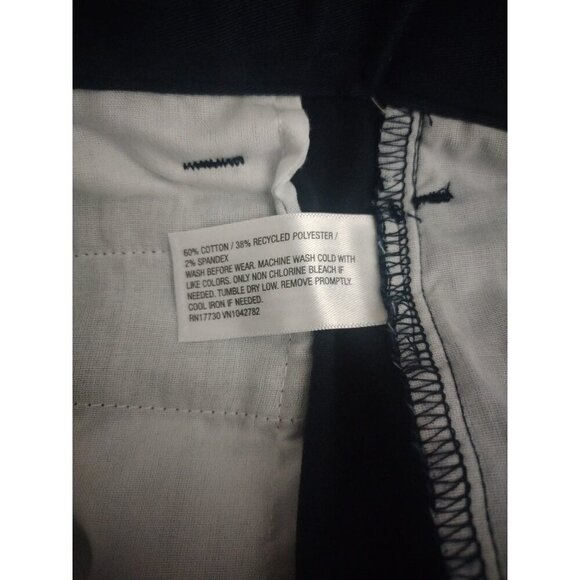 60% COTTON / 38% RECYCLED POLYESTER /
2% SPANDEX
WASH BEFORE WEAR. MACHINE WASH COLD WITH
LIKE COLORS. ONLY NON CHLORINE BLEACH IF
NEEDED. TUMBLE DRY LOW. REMOVE PROMPTLY.
COOL IRON IF NEEDED.
RN17730 VN1042782